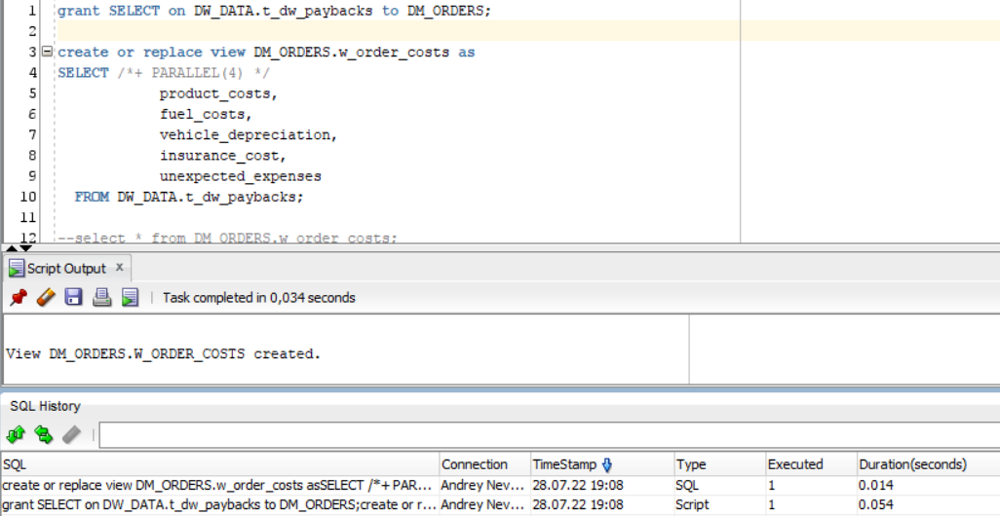 1 grant SELECT on DW_DATA.t_dw_paybacks to DM_ORDERS;
2
3 create or replace view DM_ORDERS.w_order_costs as
4 SELECT /*+ PARALLEL(4) */
5 product_costs,
6 fuel_costs,
7 vehicle_depreciation,
8 insurance_cost,
9 unexpected_expenses
10 FROM DW_DATA.t_dw_paybacks;
11
12 --select * from DM_ORDERS.w_order_costs;
Script Output x
Task completed in 0,034 seconds
View DM_ORDERS.W_ORDER_COSTS created.
SQL History
SQL Connection TimeStamp Type Executed Duration(seconds)
create or replace view DM_ORDERS.w_order_costs asSELECT /*+ PAR... Andrey Nev... 28.07.22 19:08 SQL 1 0.014
grant SELECT on DW_DATA.t_dw_paybacks to DM_ORDERS;create or r... Andrey Nev... 28.07.22 19:08 Script 1 0.054